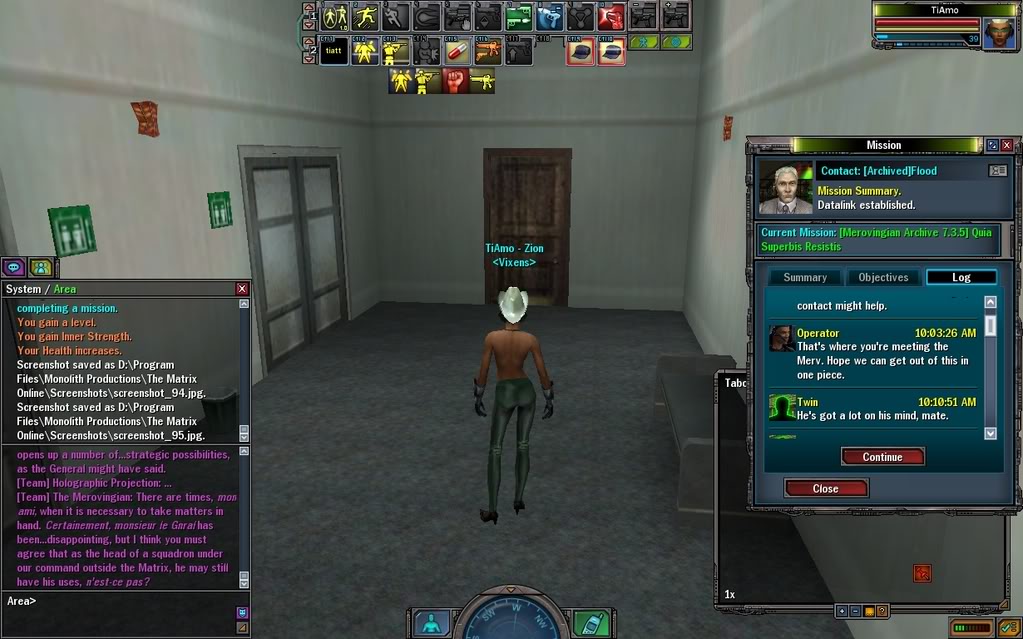 TiAmo
39
1
2
Ctrl
tiatt
Mission
Contact: [Archived]Flood
Mission Summary.
Datalink established.
Current Mission: [Merovingian Archive 7.3.5] Quia
Superbis Resistis
Summary
Objectives
Log
contact might help.
Operator
10:03:26 AM
That's where you're meeting the
Merv. Hope we can get out of this in
one piece.
Twin
10:10:51 AM
He's got a lot on his mind, mate.
Continue
Close
TiAmo - Zion
<Vixens>
System / Area
completing a mission.
You gain a level.
You gain Inner Strength.
Your Health increases.
Screenshot saved as D:\Program
Files\Monolith Productions\The Matrix
Online\Screenshots\screenshot_94.jpg.
Screenshot saved as D:\Program
Files\Monolith Productions\The Matrix
Online\Screenshots\screenshot_95.jpg.
opens up a number of...strategic possibilities,
as the General might have said.
[Team] Holographic Projection: ...
[Team] The Merovingian: There are times, mon
ami, when it is necessary to take matters in
hand. Certainement, monsieur le Gnral has
been...disappointing, but I think you must
agree that as the head of a squadron under
our command outside the Matrix, he may still
have his uses, n'est-ce pas?
Area>
Tabo
1x
SW
W
NW
S